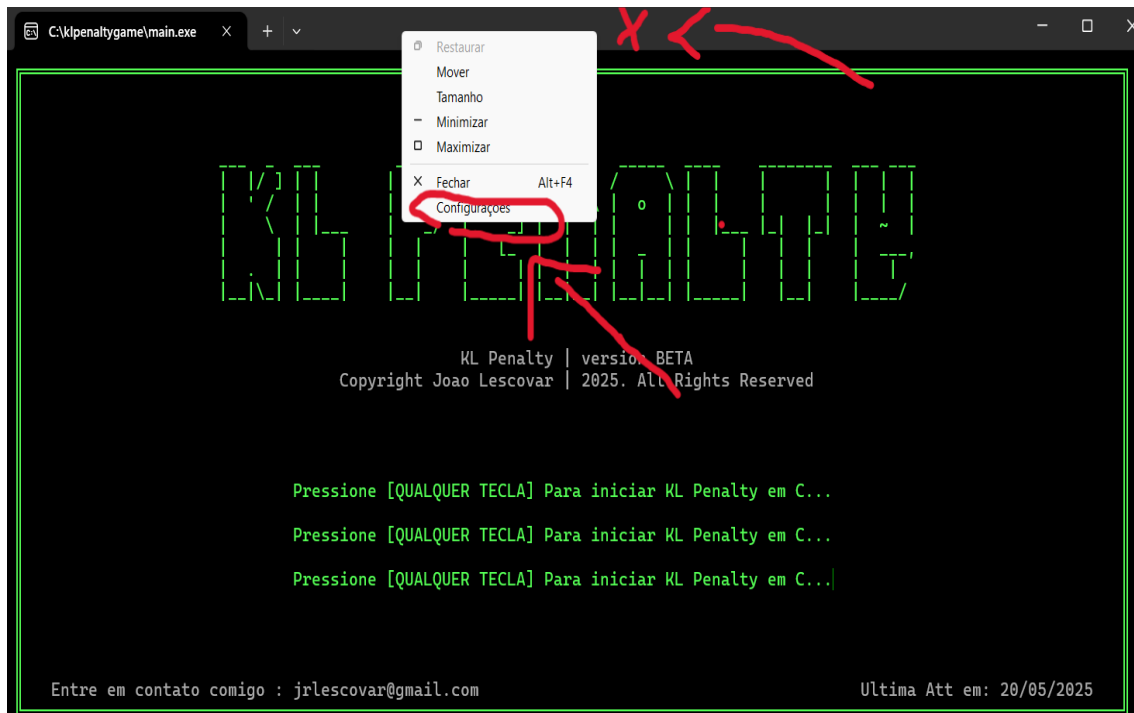 C:\klpenaltygame\main.exe
Restaurar
Mover
Tamanho
Minimizar
Maximizar
Fechar Alt+F4
Configurações
X
KL PENALTY
KL Penalty | version BETA
Copyright Joao Lescovar | 2025. All Rights Reserved
Pressione [QUALQUER TECLA] Para iniciar KL Penalty em C...
Pressione [QUALQUER TECLA] Para iniciar KL Penalty em C...
Pressione [QUALQUER TECLA] Para iniciar KL Penalty em C...
Entre em contato comigo : jrlescovar@gmail.com
Ultima Att em: 20/05/2025